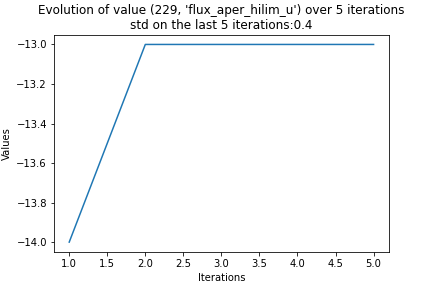 Evolution of value (229, 'flux_aper_hilim_u') over 5 iterations
std on the last 5 iterations:0.4
−13.0
−13.2
−13.4
−13.6
−13.8
−14.0
Values
1.0 1.5 2.0 2.5 3.0 3.5 4.0 4.5 5.0
Iterations